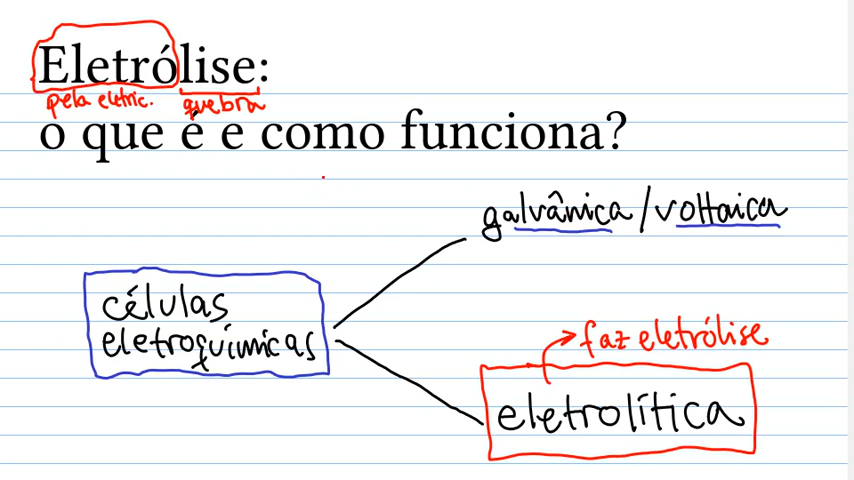 Eletrólise:
pela eletric. quebra
o que é e como funciona?
galvânica / voltaica
células
eletroquímicas
faz eletrólise
eletrolítica